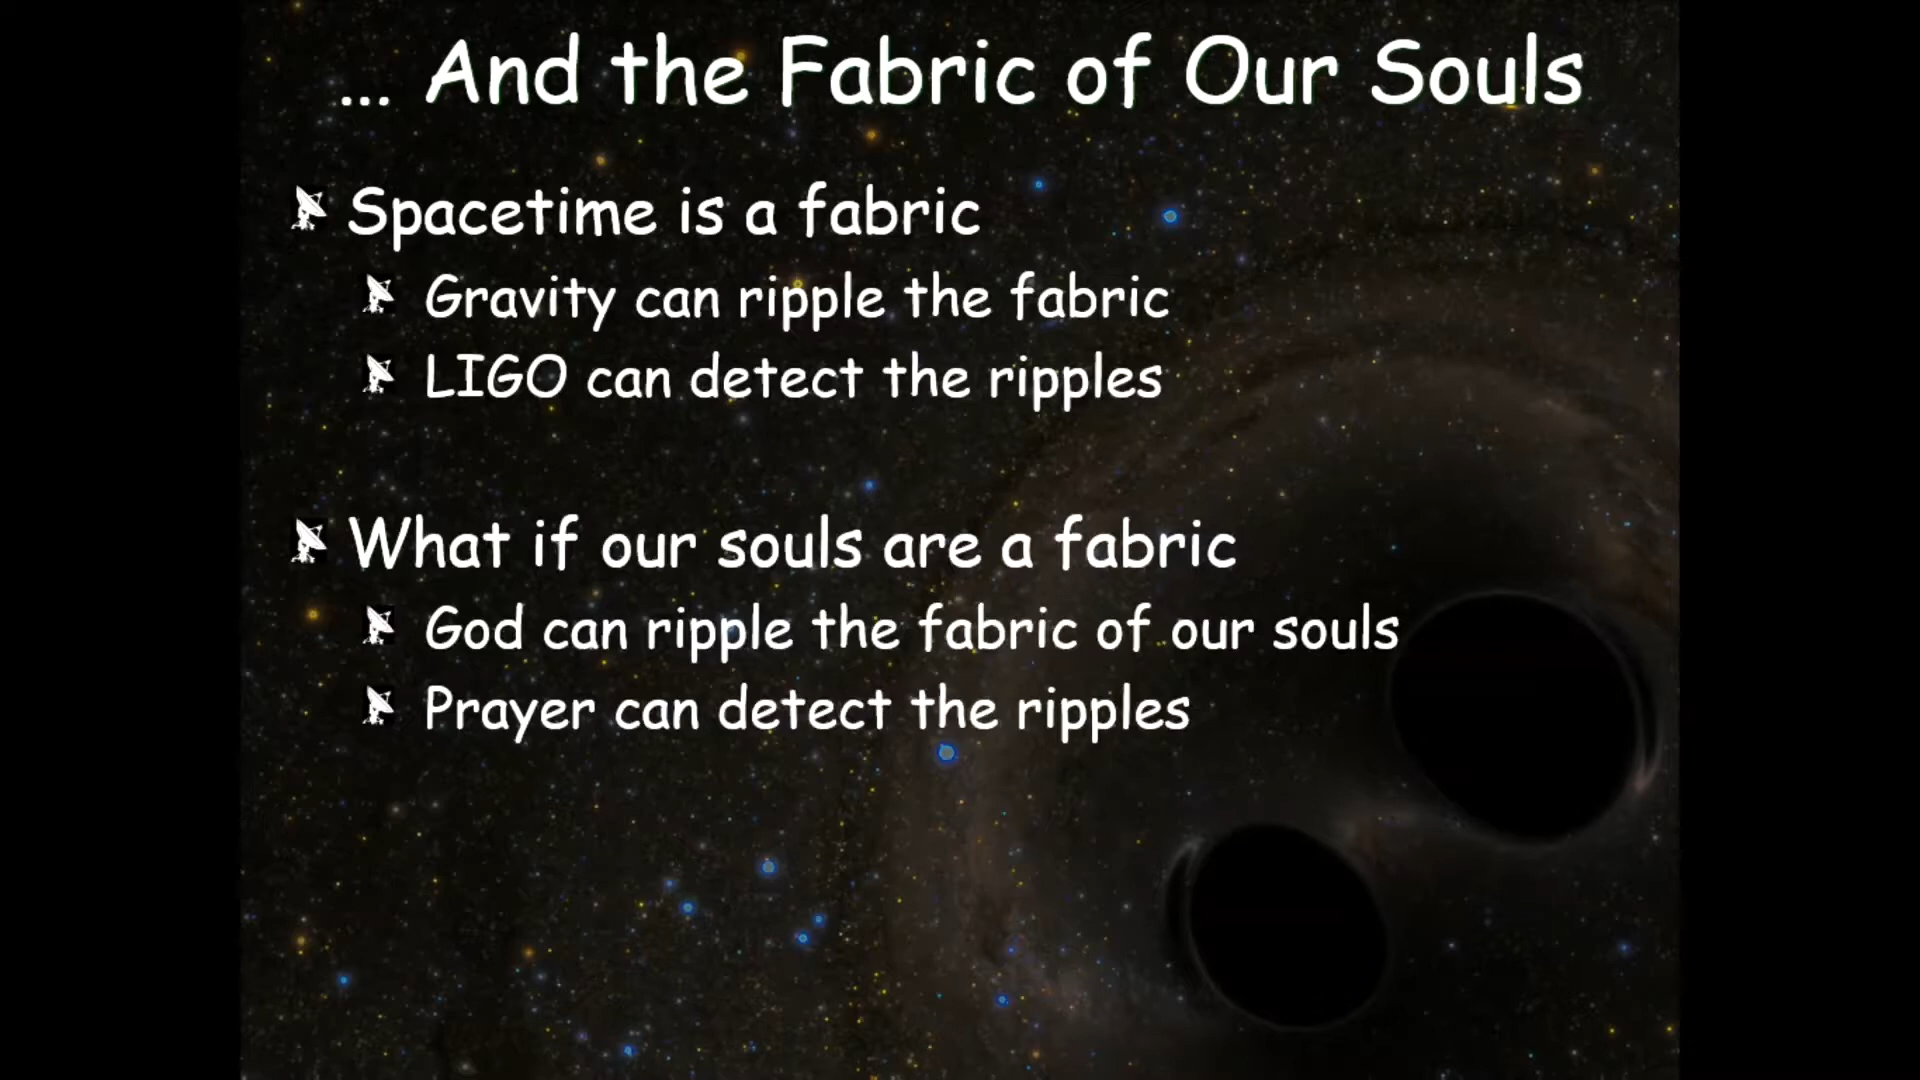 ... And the Fabric of Our Souls
Spacetime is a fabric
Gravity can ripple the fabric
LIGO can detect the ripples
What if our souls are a fabric
God can ripple the fabric of our souls
Prayer can detect the ripples